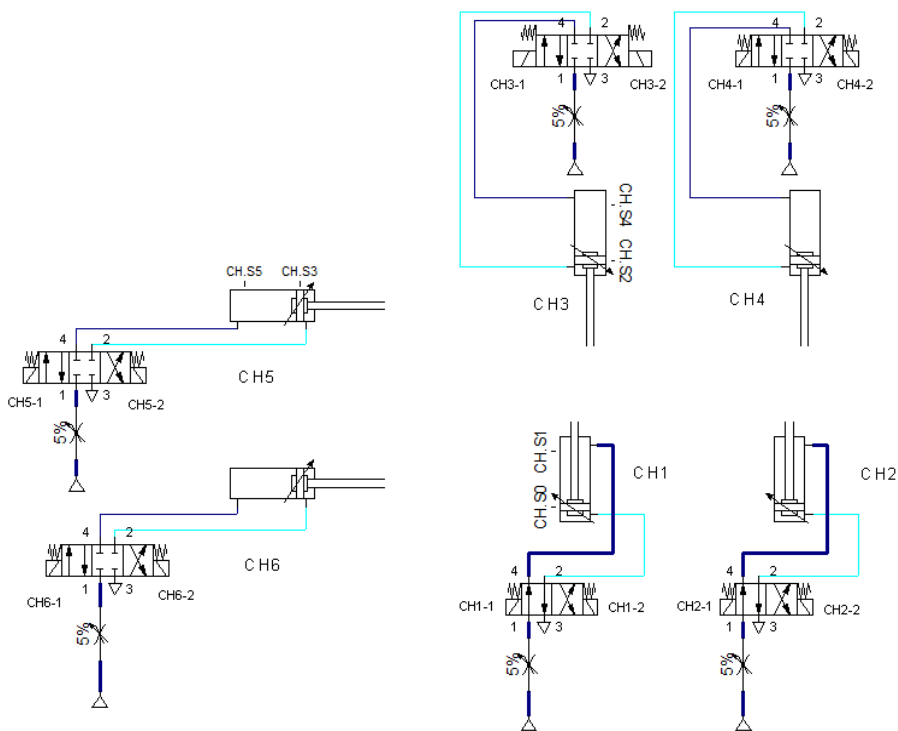 4 2
CH3-1 1 3 CH3-2
5%
CH.S4
CH.S2
CH3
4 2
CH4-1 1 3 CH4-2
5%
CH4
CH.S5 CH.S3
4 2
CH5
CH5-1 1 3 CH5-2
5%
4 2
CH6
CH6-1 1 3 CH6-2
5%
CH.S1
CH.S0
CH1
4 2
CH1-1 1 3 CH1-2
5%
CH2
4 2
CH2-1 1 3 CH2-2
5%